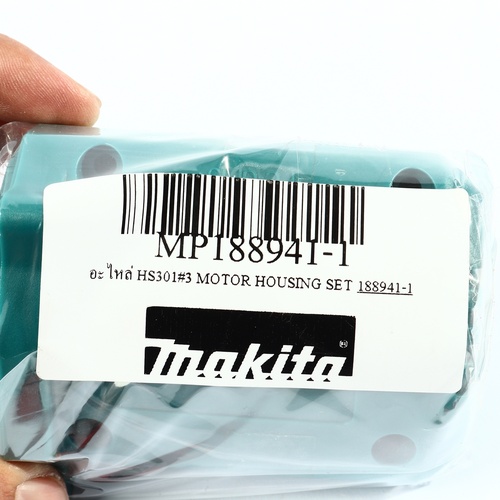 MP188941-1
อะไหล่ HS301#3 MOTOR HOUSING SET 188941-1
makita®